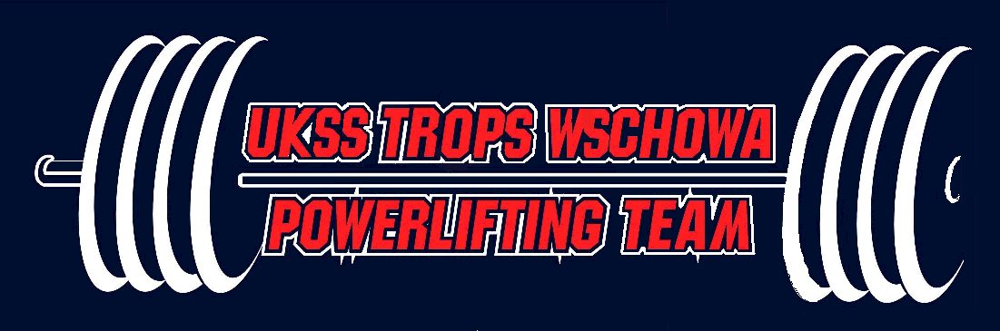 UKSS TROPS WSCHOWA
POWERLIFTING TEAM